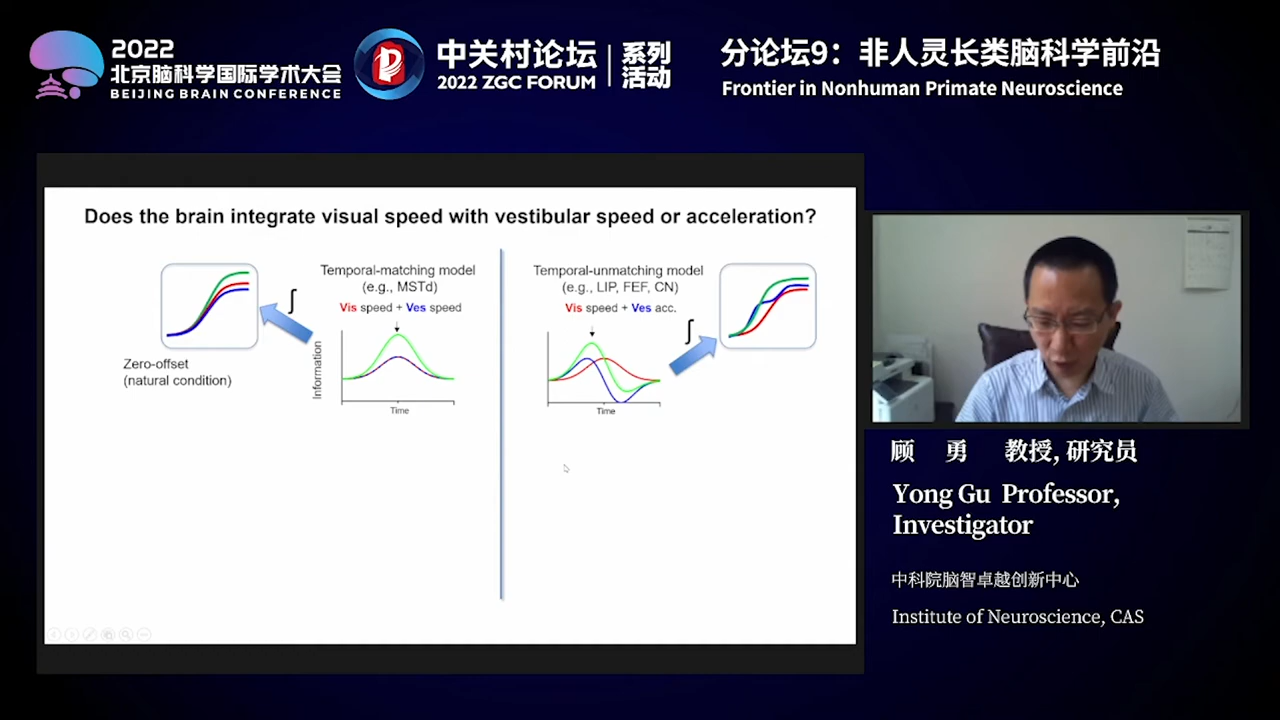 2022
北京脑科学国际学术大会
BEIJING BRAIN CONFERENCE
中关村论坛
2022 ZGC FORUM
系列
活动
分论坛9：非人灵长类脑科学前沿
Frontier in Nonhuman Primate Neuroscience
Does the brain integrate visual speed with vestibular speed or acceleration?
Temporal-matching model
(e.g., MSTd)
Vis speed + Ves speed
∫
Information
Time
Zero-offset
(natural condition)
Temporal-unmatching model
(e.g., LIP, FEF, CN)
Vis speed + Ves acc.
∫
Time
顾 勇 教授, 研究员
Yong Gu Professor,
Investigator
中科院脑智卓越创新中心
Institute of Neuroscience, CAS